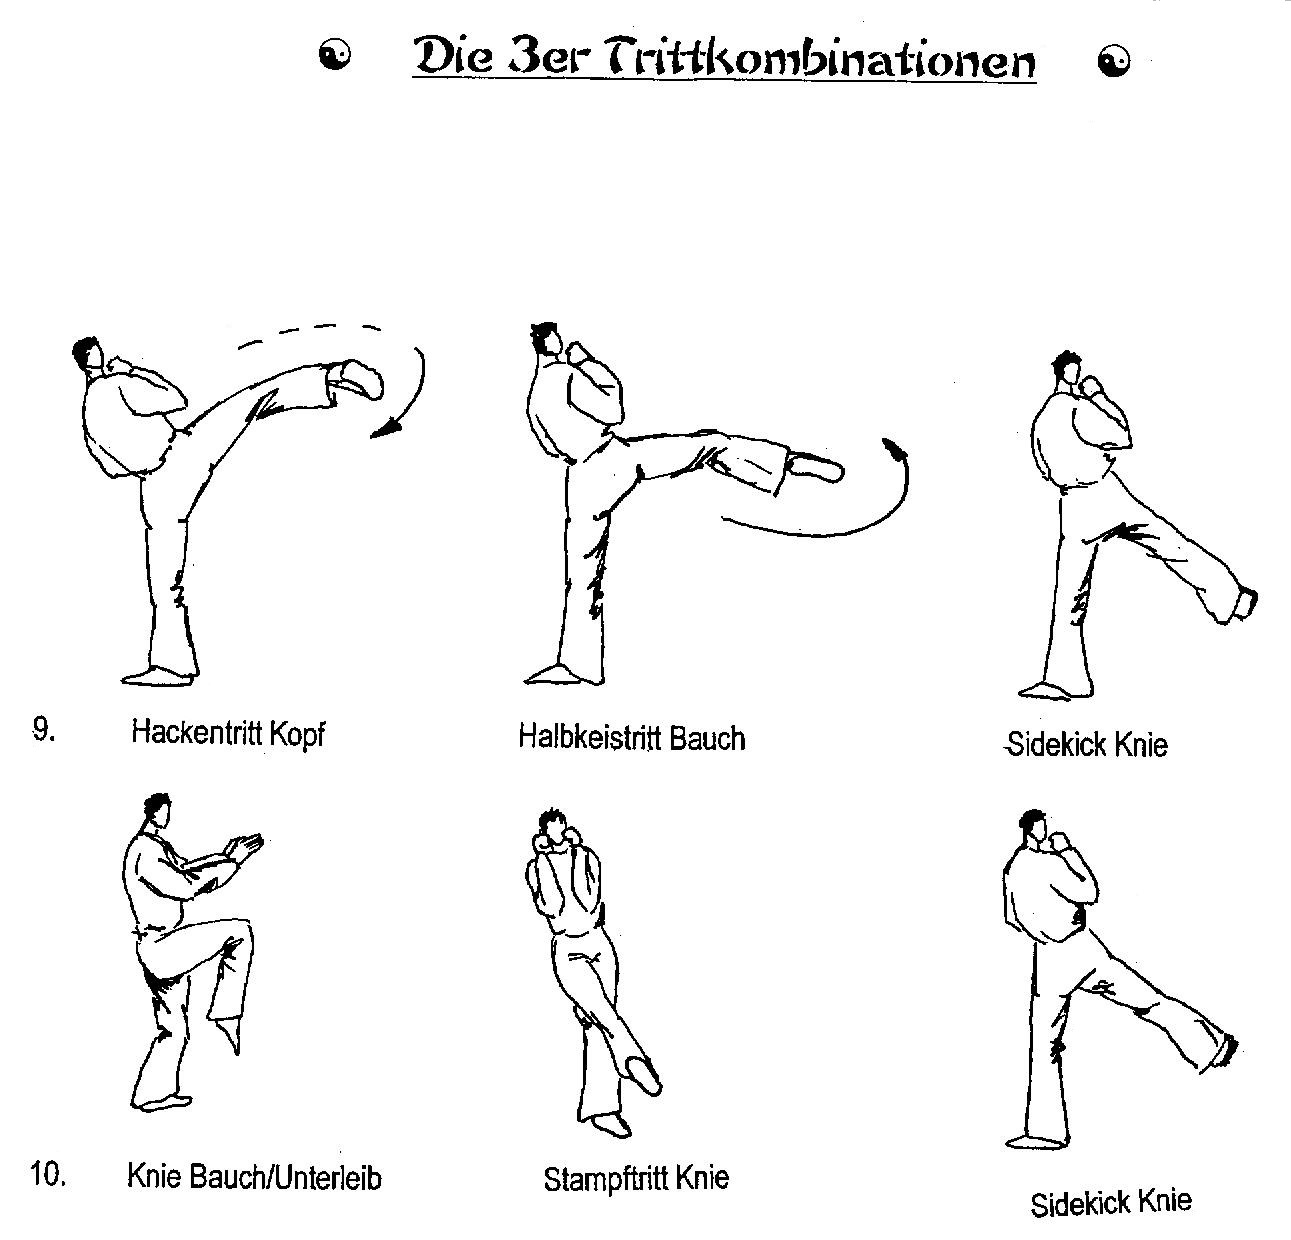 Die 3er Trittkombinationen
9. Hackentritt Kopf Halbkeistritt Bauch Sidekick Knie
10. Knie Bauch/Unterleib Stampftritt Knie Sidekick Knie